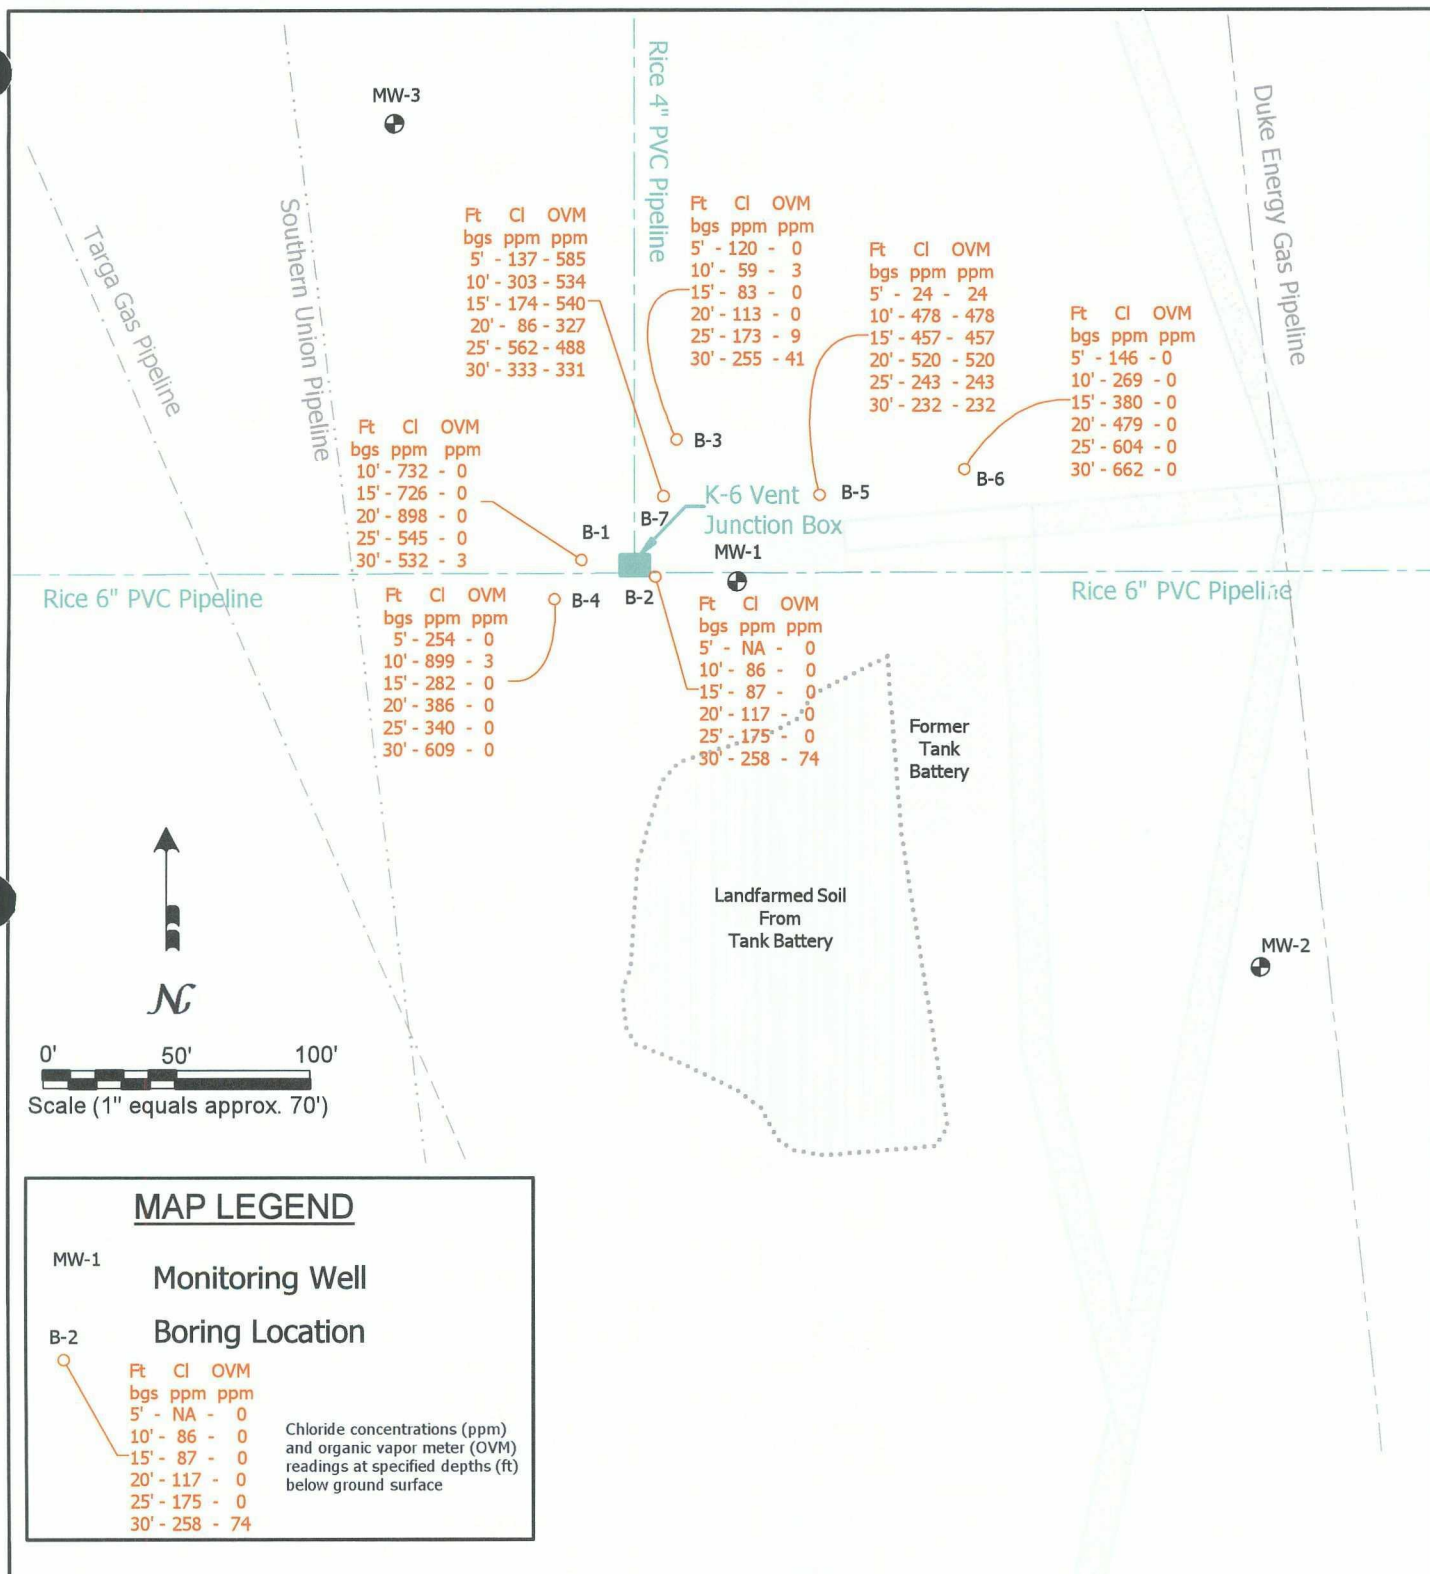 MW-3
Rice 4" PVC Pipeline
Duke Energy Gas Pipeline
Southern Union Pipeline
Targa Gas Pipeline
Ft Cl OVM
bgs ppm ppm
5' - 137 - 585
10' - 303 - 534
15' - 174 - 540
20' - 86 - 327
25' - 562 - 488
30' - 333 - 331
Ft Cl OVM
bgs ppm ppm
5' - 120 - 0
10' - 59 - 3
15' - 83 - 0
20' - 113 - 0
25' - 173 - 9
30' - 255 - 41
Ft Cl OVM
bgs ppm ppm
5' - 24 - 24
10' - 478 - 478
15' - 457 - 457
20' - 520 - 520
25' - 243 - 243
30' - 232 - 232
Ft Cl OVM
bgs ppm ppm
5' - 146 - 0
10' - 269 - 0
15' - 380 - 0
20' - 479 - 0
25' - 604 - 0
30' - 662 - 0
Ft Cl OVM
bgs ppm ppm
10' - 732 - 0
15' - 726 - 0
20' - 898 - 0
25' - 545 - 0
30' - 532 - 3
B-3
B-6
B-5
K-6 Vent
Junction Box
B-7
B-1
MW-1
Rice 6" PVC Pipeline
Rice 6" PVC Pipeline
B-4
B-2
Ft Cl OVM
bgs ppm ppm
5' - 254 - 0
10' - 899 - 3
15' - 282 - 0
20' - 386 - 0
25' - 340 - 0
30' - 609 - 0
Ft Cl OVM
bgs ppm ppm
5' - NA - 0
10' - 86 - 0
15' - 87 - 0
20' - 117 - 0
25' - 175 - 0
30' - 258 - 74
Former
Tank
Battery
Landfarmed Soil
From
Tank Battery
MW-2
N
0' 50' 100'
Scale (1" equals approx. 70')
MAP LEGEND
MW-1
Monitoring Well
Boring Location
B-2
Ft Cl OVM
bgs ppm ppm
5' - NA - 0
10' - 86 - 0
15' - 87 - 0
20' - 117 - 0
25' - 175 - 0
30' - 258 - 74
Chloride concentrations (ppm)
and organic vapor meter (OVM)
readings at specified depths (ft)
below ground surface